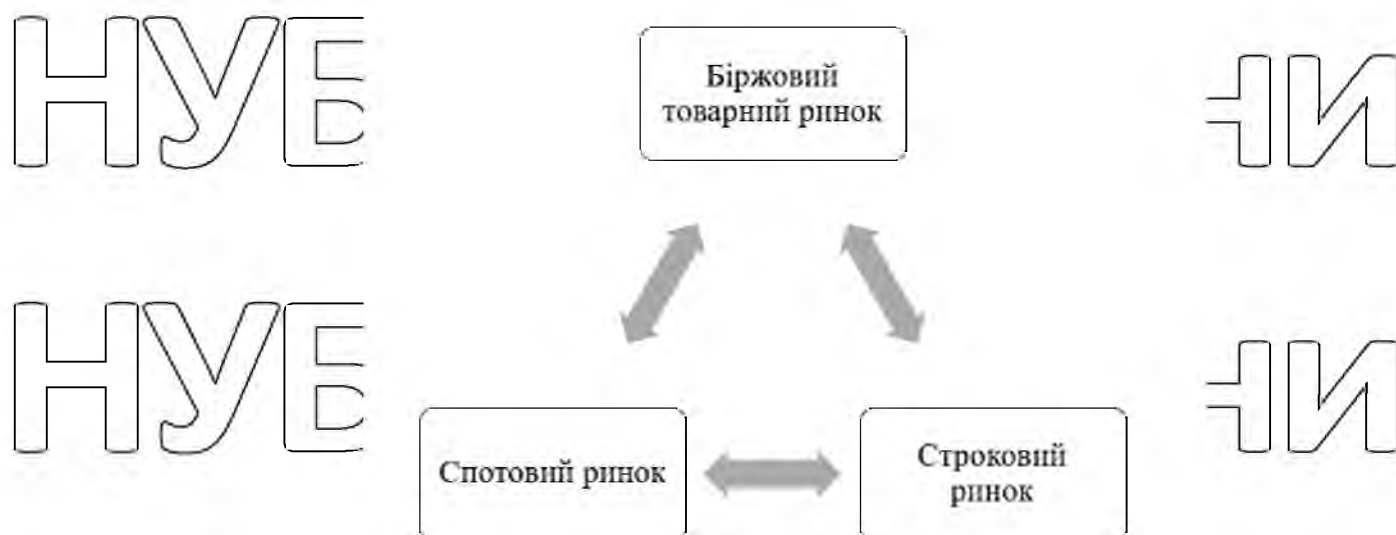 НУБ
Біржовий
товарний ринок
НИ
НУБ
НИ
Спотовий ринок
Строковий
ринок